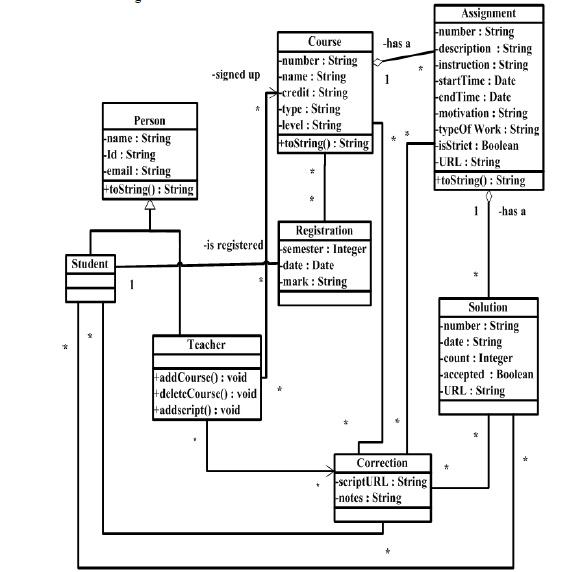 Assignment
-number : String
-description : String
-instruction : String
-startTime : Date
-endTime : Date
-motivation : String
-typeOf Work : String
-isStrict : Boolean
-URL : String
+toString() : String
Course
-number : String
-name : String
-credit : String
-type : String
-level : String
+toString() : String
-has a
1
*
-signed up
*
*
*
Person
-name : String
-Id : String
-email : String
+toString() : String
*
*
1
-has a
*
Registration
-semester : Integer
-date : Date
-mark : String
-is registered
1
*
Student
Solution
-number : String
-date : String
-count : Integer
-accepted : Boolean
-URL : String
Teacher
+addCourse() : void
+deleteCourse() : void
+addscript() : void
*
*
*
*
*
*
*
*
*
*
*
Correction
-scriptURL : String
-notes : String
*